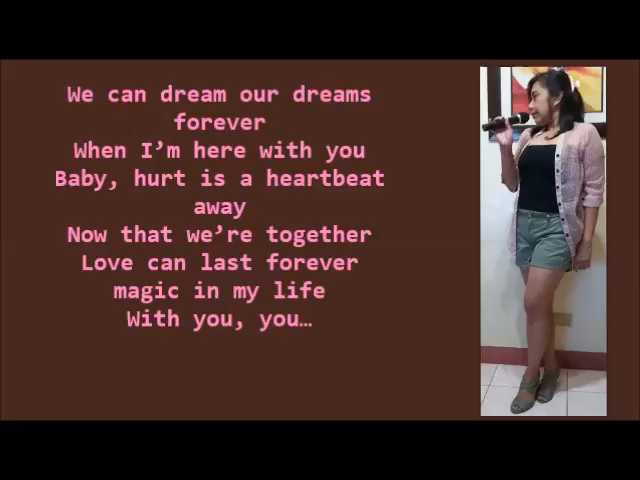 We can dream our dreams
forever
When I’m here with you
Baby, hurt is a heartbeat
away
Now that we’re together
Love can last forever
magic in my life
With you, you…